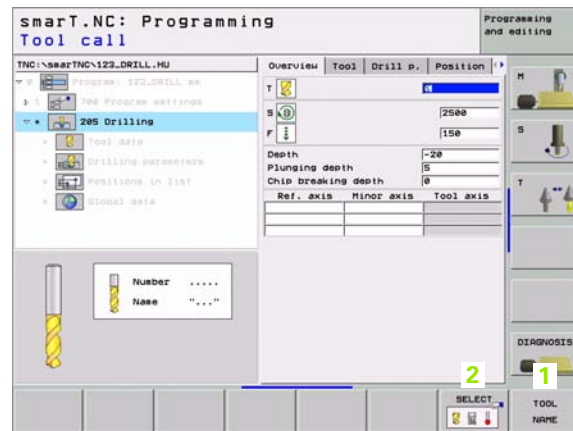 smarT.NC: Programming
Tool call
Programming
and editing
TNC:\smarTNC\123_DRILL.HU
0 Program: 123_DRILL mm
1 700 Program settings
205 Drilling
Tool data
Drilling parameters
Positions in list
Global data
Overview Tool Drill p. Position
T
S 2500
F 150
Depth -20
Plunging depth 5
Chip breaking depth 0
Ref. axis Minor axis Tool axis
Number .....
Name "..."
M
S
T
DIAGNOSIS
2
1
SELECT
TOOL
NAME